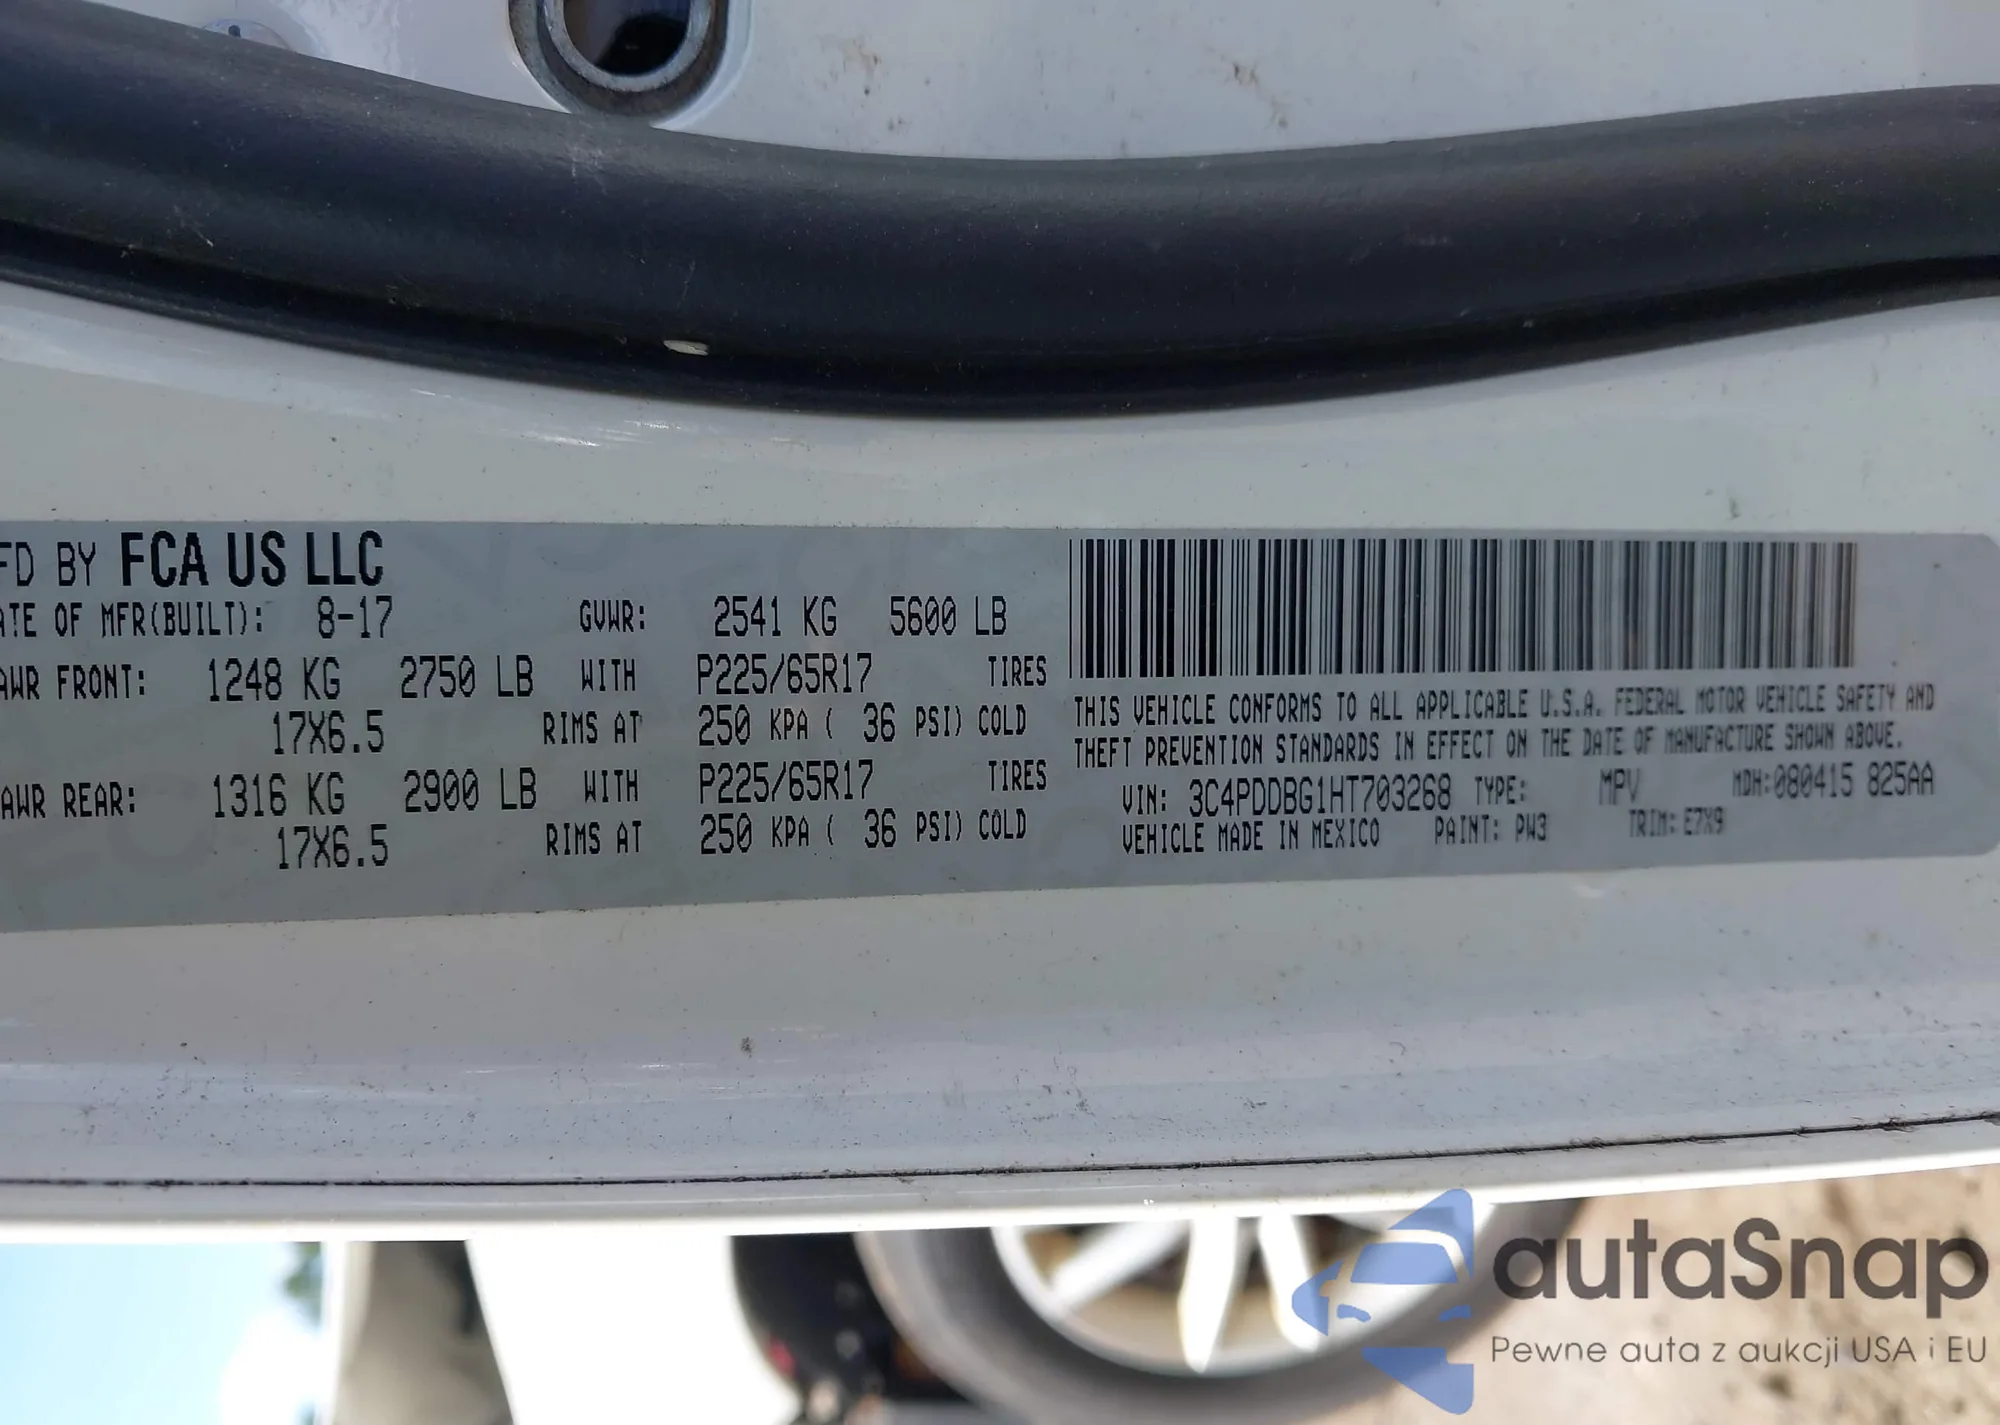 FD BY FCA US LLC
ATE OF MFR(BUILT): 8-17 GVWR: 2541 KG 5600 LB
AWR FRONT: 1248 KG 2750 LB WITH P225/65R17 TIRES
17X6.5 RIMS AT 250 KPA ( 36 PSI) COLD
AWR REAR: 1316 KG 2900 LB WITH P225/65R17 TIRES
17X6.5 RIMS AT 250 KPA ( 36 PSI) COLD
THIS VEHICLE CONFORMS TO ALL APPLICABLE U.S.A. FEDERAL MOTOR VEHICLE SAFETY AND
THEFT PREVENTION STANDARDS IN EFFECT ON THE DATE OF MANUFACTURE SHOWN ABOVE.
VIN: 3C4PDDBG1HT703268 TYPE: MPV MDH:080415 825AA
VEHICLE MADE IN MEXICO PAINT: PW3 TRIM: E7X9
autaSnap
Pewne auta z aukcji USA i EU